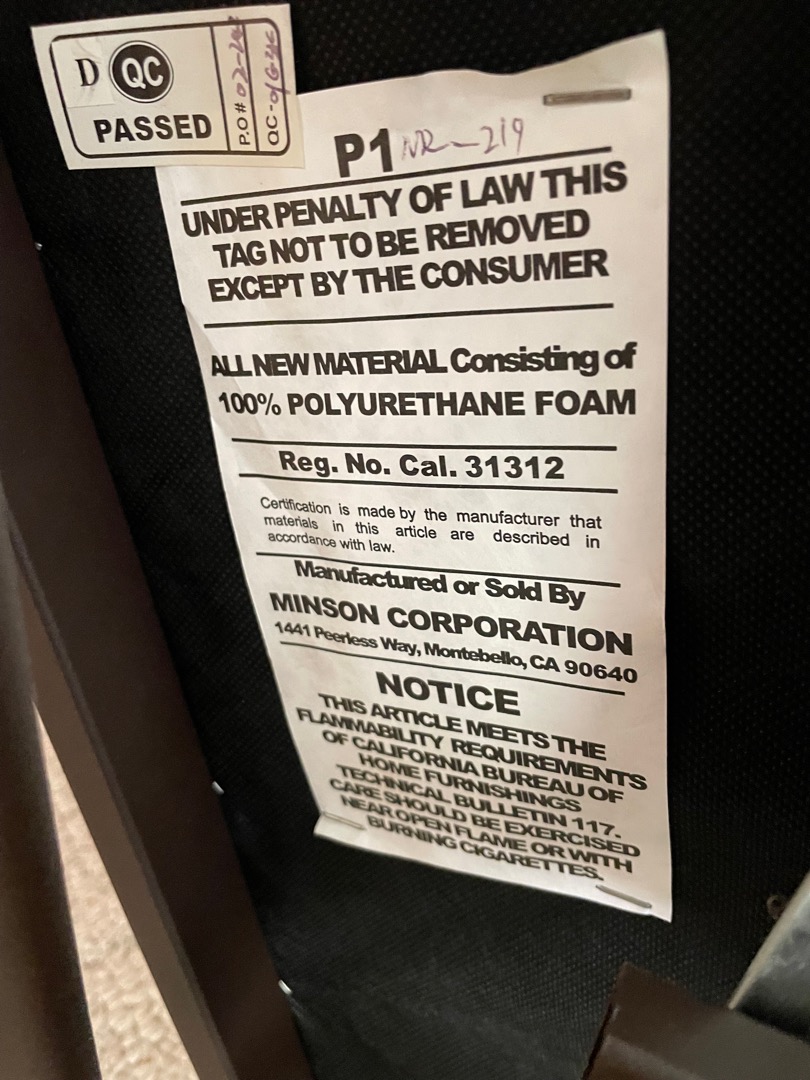 D QC
PASSED
P.O#
QC-
P1 NR-219
UNDER PENALTY OF LAW THIS
TAG NOT TO BE REMOVED
EXCEPT BY THE CONSUMER
ALL NEW MATERIAL Consisting of
100% POLYURETHANE FOAM
Reg. No. Cal. 31312
Certification is made by the manufacturer that
materials in this article are described in
accordance with law.
Manufactured or Sold By
MINSON CORPORATION
1441 Peerless Way, Montebello, CA 90640
NOTICE
THIS ARTICLE MEETS THE
FLAMMABILITY REQUIREMENTS
OF CALIFORNIA BUREAU OF
HOME FURNISHINGS
TECHNICAL BULLETIN 117.
CARE SHOULD BE EXERCISED
NEAR OPEN FLAME OR WITH
BURNING CIGARETTES.